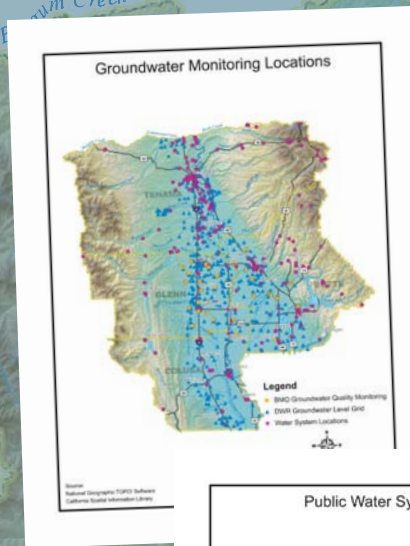 Groundwater Monitoring Locations
TEHAMA
GLENN
COLUSA
Legend
BMO Groundwater Quality Monitoring
DWR Groundwater Level Grid
Water System Locations
Source:
National Geographic TOPO! Software
California Spatial Information Library
Public Water Sy